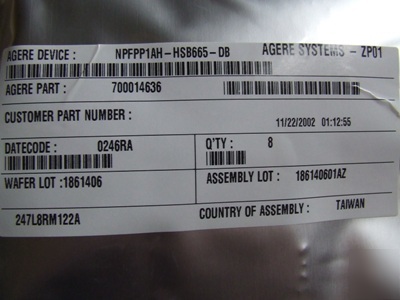 AGERE DEVICE : NPFPP1AH-HSB665-DB AGERE SYSTEMS - ZP01
AGERE PART : 700014636
CUSTOMER PART NUMBER :
11/22/2002 01:12:55
DATECODE : 0246RA Q'TY : 8
WAFER LOT :1861406 ASSEMBLY LOT : 186140601AZ
247L8RM122A COUNTRY OF ASSEMBLY : TAIWAN